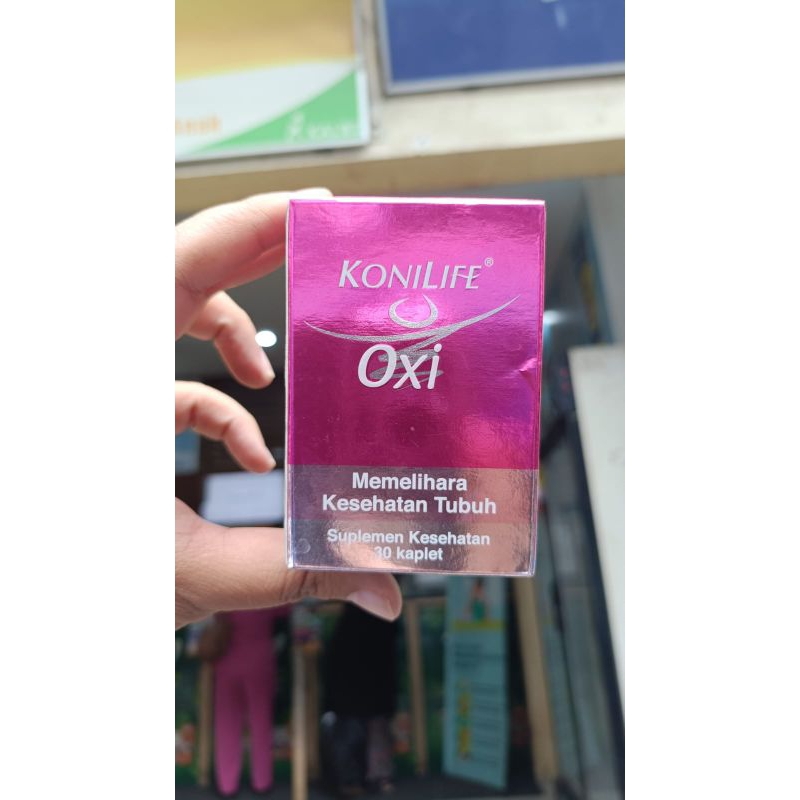 KONILIFE®
Oxi
Memelihara
Kesehatan Tubuh
Suplemen Kesehatan
30 kaplet